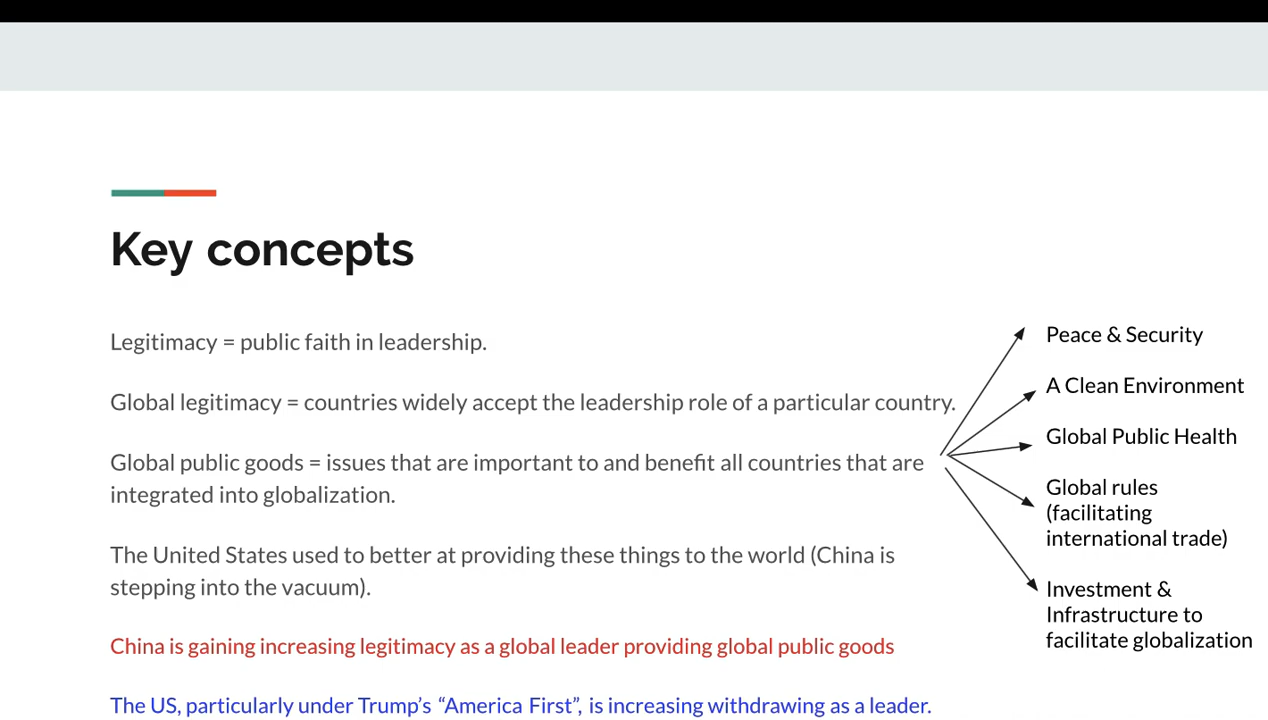 Key concepts
Legitimacy = public faith in leadership.
Global legitimacy = countries widely accept the leadership role of a particular country.
Global public goods = issues that are important to and benefit all countries that are
integrated into globalization.
The United States used to better at providing these things to the world (China is
stepping into the vacuum).
China is gaining increasing legitimacy as a global leader providing global public goods
The US, particularly under Trump’s “America First”, is increasing withdrawing as a leader.
Peace & Security
A Clean Environment
Global Public Health
Global rules
(facilitating
international trade)
Investment &
Infrastructure to
facilitate globalization